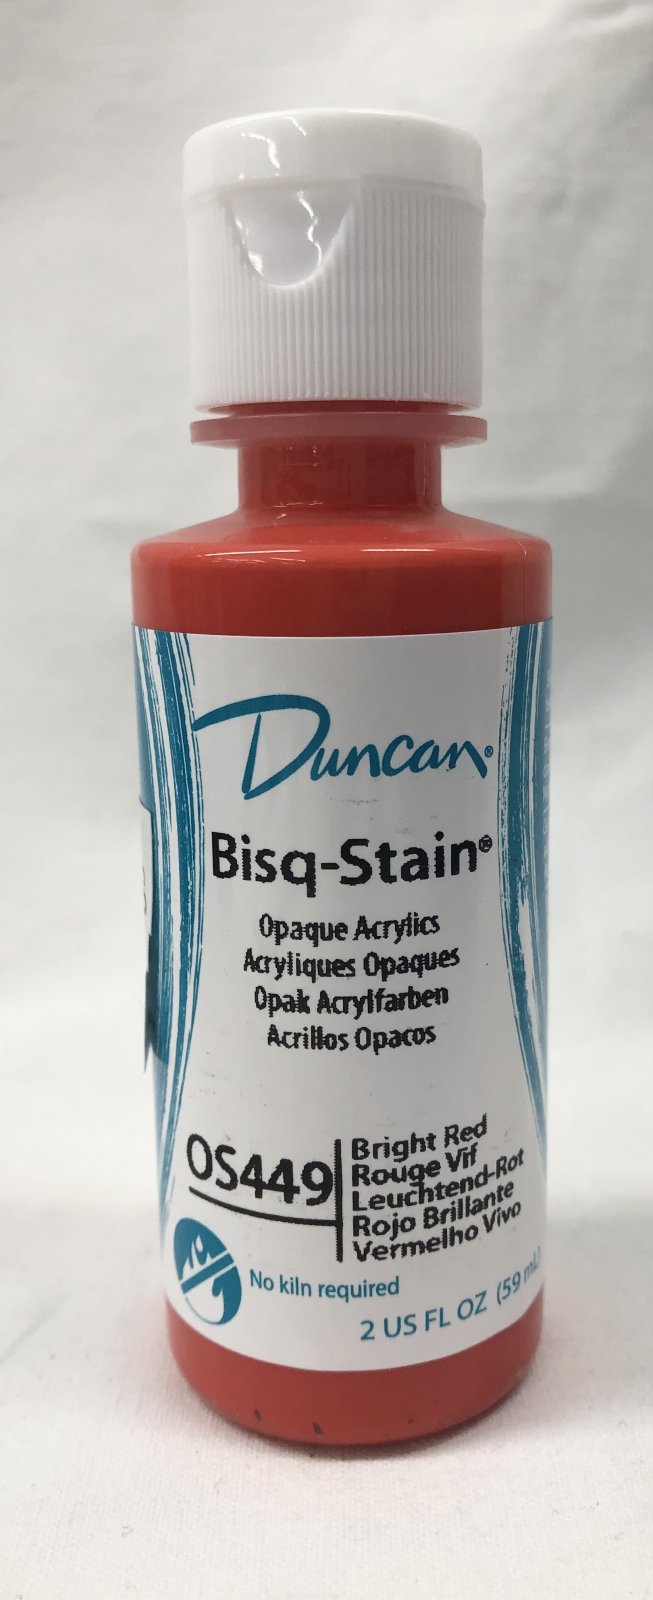 Duncan®
Bisq-Stain®
Opaque Acrylics
Acryliques Opaques
Opak Acrylfarben
Acrillos Opacos
OS449
Bright Red
Rouge Vif
Leuchtend-Rot
Rojo Brillante
Vermelho Vivo
No kiln required
2 US FL OZ (59 mL)